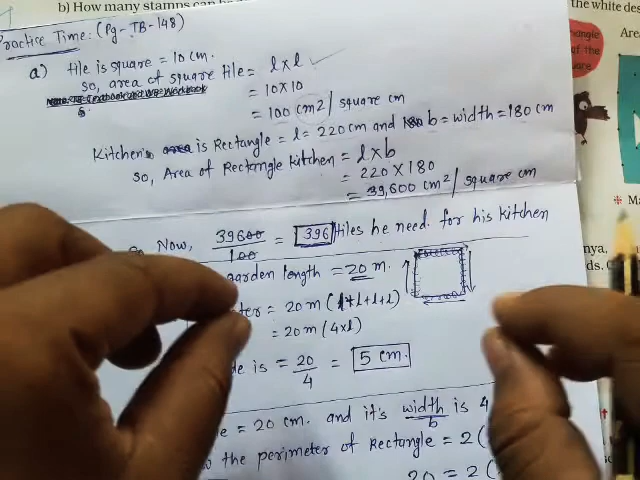 b) How many stamps can b
the white des
Practice Time: (Pg-TB-148)
a) tile is square = 10 cm.
so, area of square tile = l x l
= 10 x 10
= 100 cm2 / square cm
Kitchen is Rectangle = l = 220 cm and b = width = 180 cm
so, Area of Rectangle kitchen = l x b
= 220 x 180
= 39,600 cm2 / square cm
Now, 39600/100 = 396 tiles he need for his kitchen
garden length = 20 m.
= 20 m (l+l+l+l)
= 20 m (4xl)
is = 20/4 = 5 cm.
= 20 cm. and it's width is 4
b
the perimeter of Rectangle = 2(
20 = 2(
of the
Area
Ma
nya.
ds. C